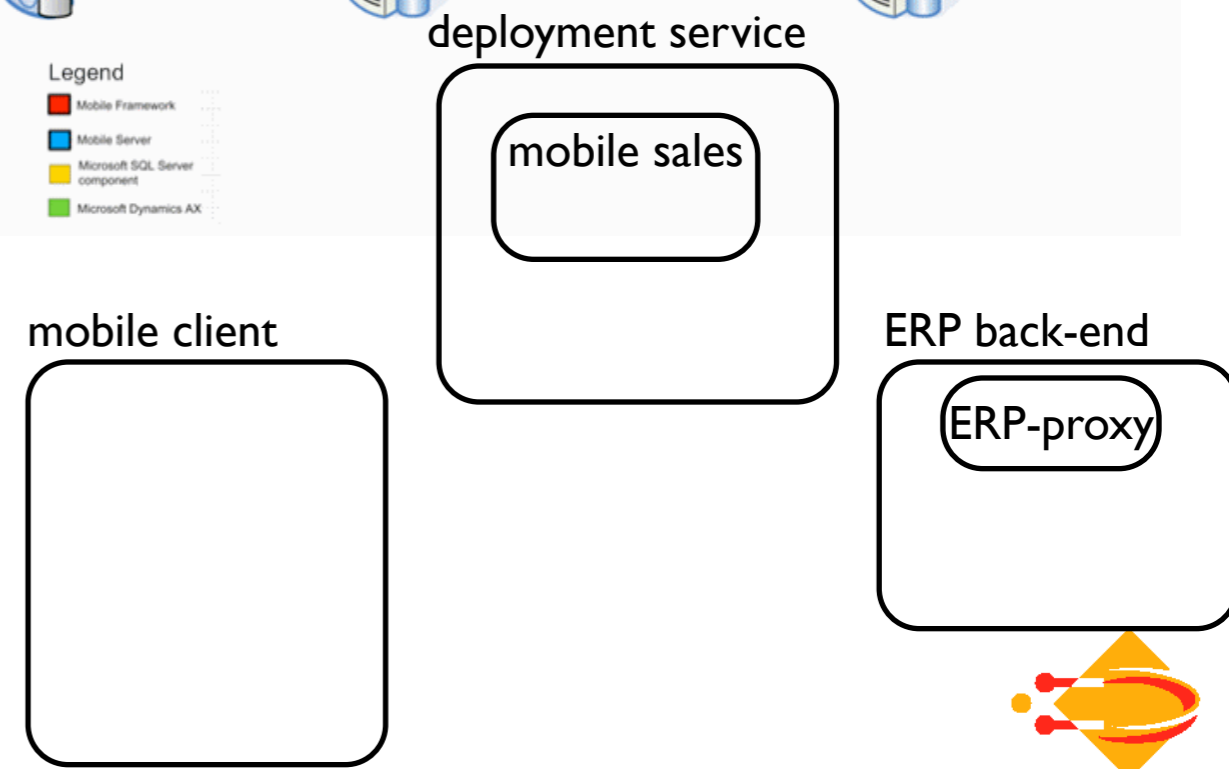 deployment service
Legend
Mobile Framework
Mobile Server
Microsoft SQL Server
component
Microsoft Dynamics AX
mobile sales
mobile client
ERP back-end
ERP-proxy